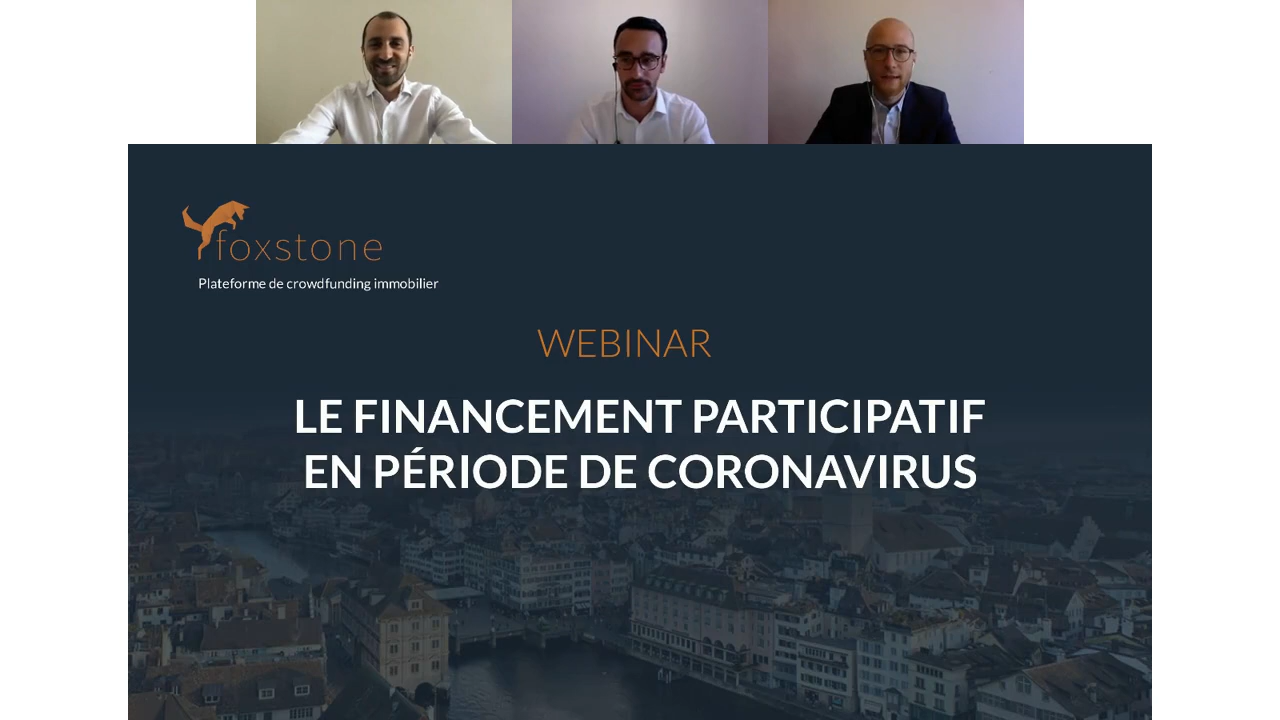 foxstone
Plateforme de crowdfunding immobilier
WEBINAR
LE FINANCEMENT PARTICIPATIF
EN PÉRIODE DE CORONAVIRUS